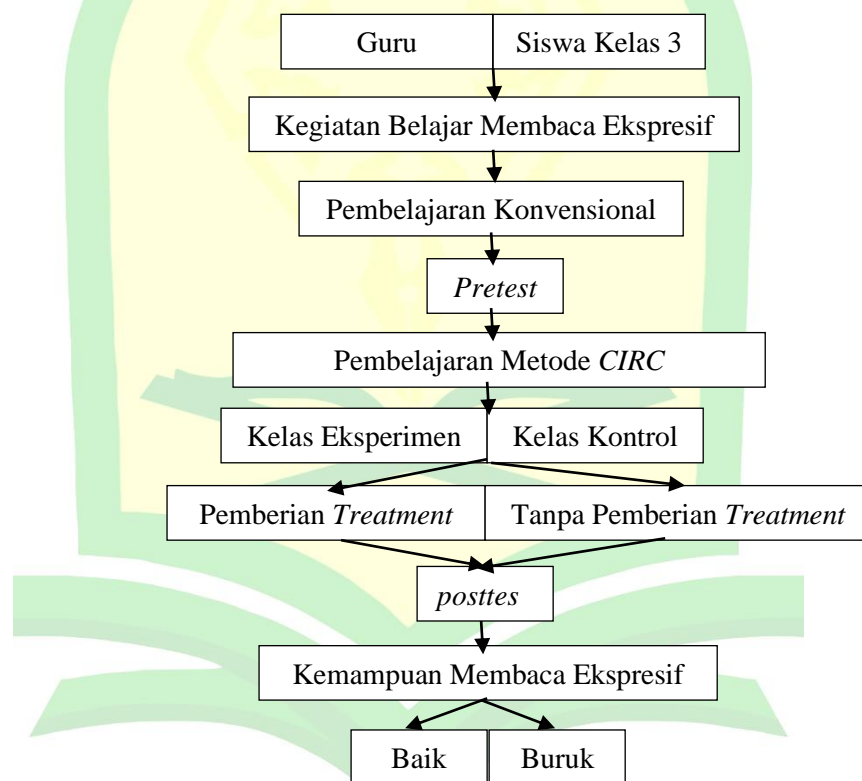 Guru Siswa Kelas 3
Kegiatan Belajar Membaca Ekspresif
Pembelajaran Konvensional
Pretest
Pembelajaran Metode CIRC
Kelas Eksperimen Kelas Kontrol
Pemberian Treatment Tanpa Pemberian Treatment
posttes
Kemampuan Membaca Ekspresif
Baik Buruk